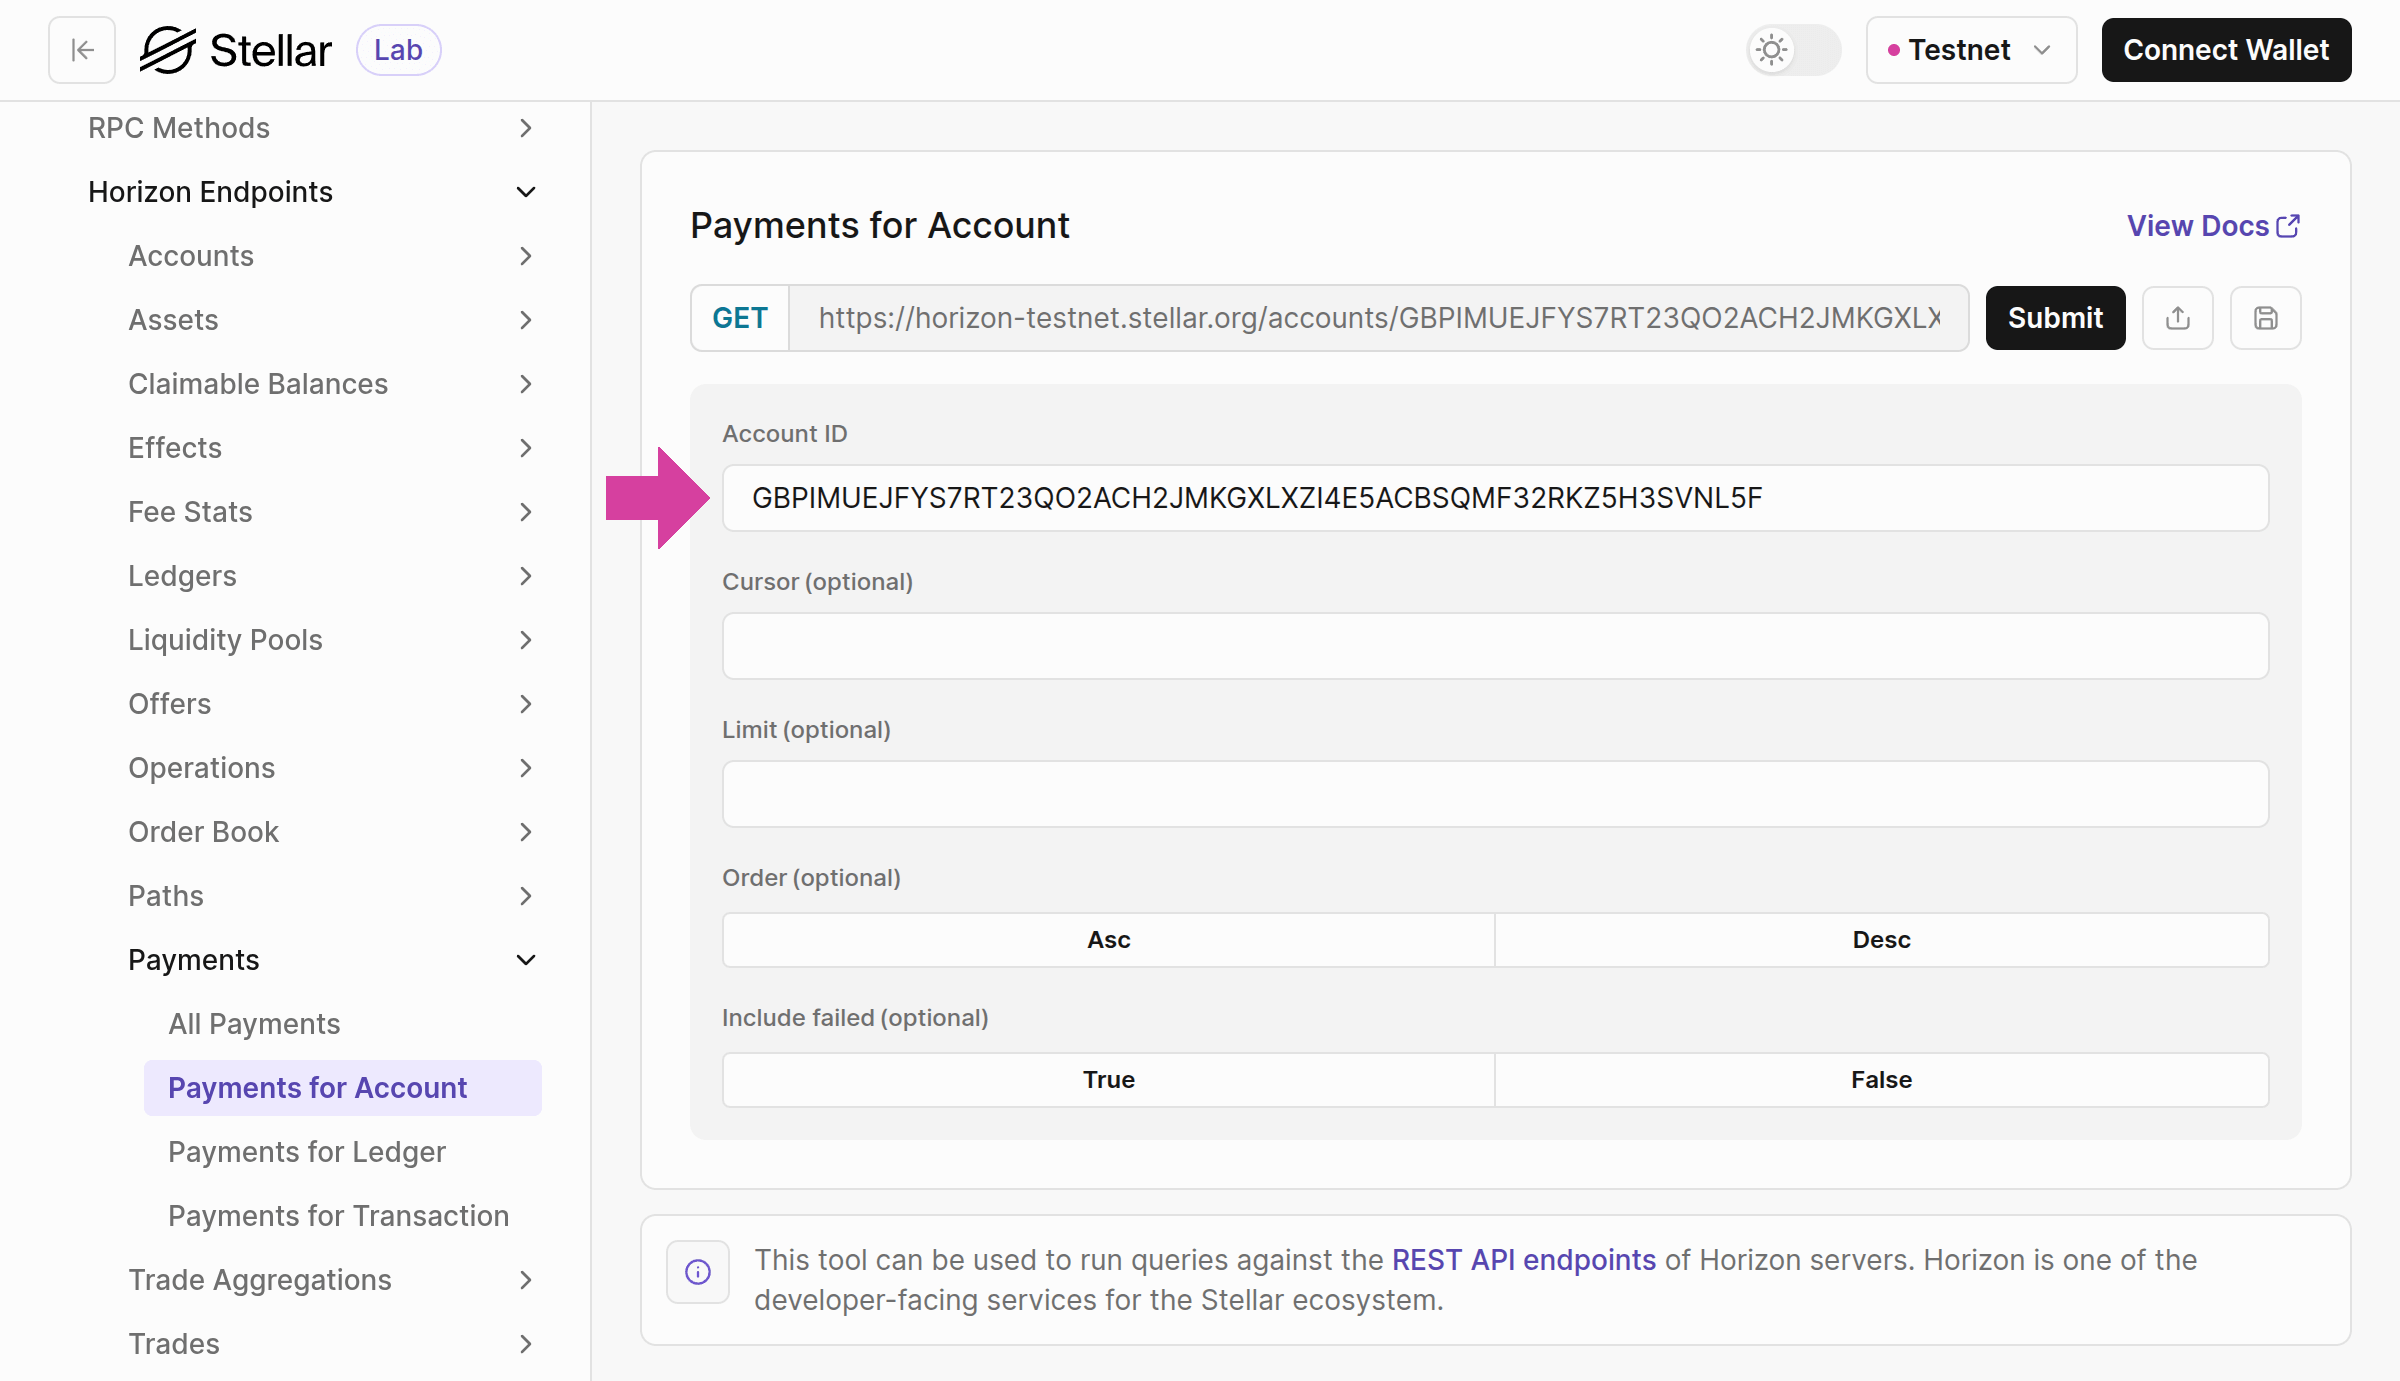 Stellar Lab
Testnet
Connect Wallet
RPC Methods
Horizon Endpoints
Accounts
Assets
Claimable Balances
Effects
Fee Stats
Ledgers
Liquidity Pools
Offers
Operations
Order Book
Paths
Payments
All Payments
Payments for Account
Payments for Ledger
Payments for Transaction
Trade Aggregations
Trades
Payments for Account
View Docs
GET https://horizon-testnet.stellar.org/accounts/GBPIMUEJFYS7RT23QO2ACH2JMKGXLX
Submit
Account ID
GBPIMUEJFYS7RT23QO2ACH2JMKGXLXZI4E5ACBSQMF32RKZ5H3SVNL5F
Cursor (optional)
Limit (optional)
Order (optional)
Asc Desc
Include failed (optional)
True False
This tool can be used to run queries against the REST API endpoints of Horizon servers. Horizon is one of the
developer-facing services for the Stellar ecosystem.